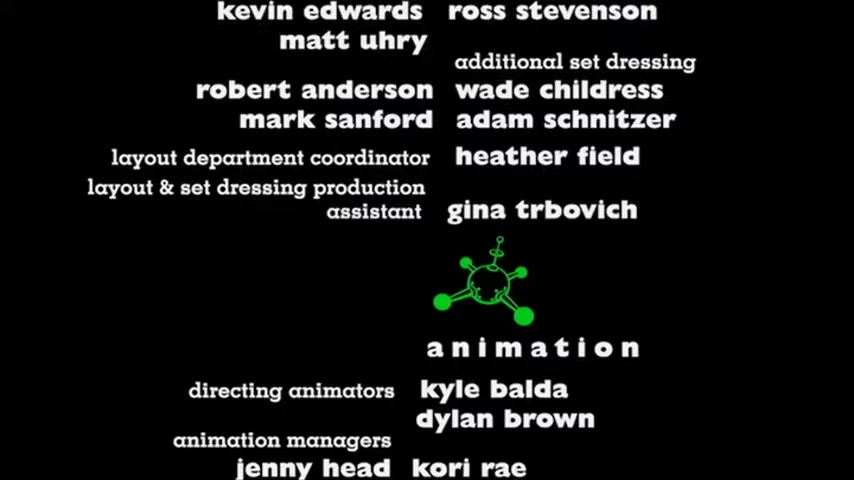 kevin edwards ross stevenson
matt uhry
additional set dressing
robert anderson wade childress
mark sanford adam schnitzer
layout department coordinator heather field
layout & set dressing production
assistant gina trbovich
animation
directing animators kyle balda
dylan brown
animation managers
jenny head kori rae